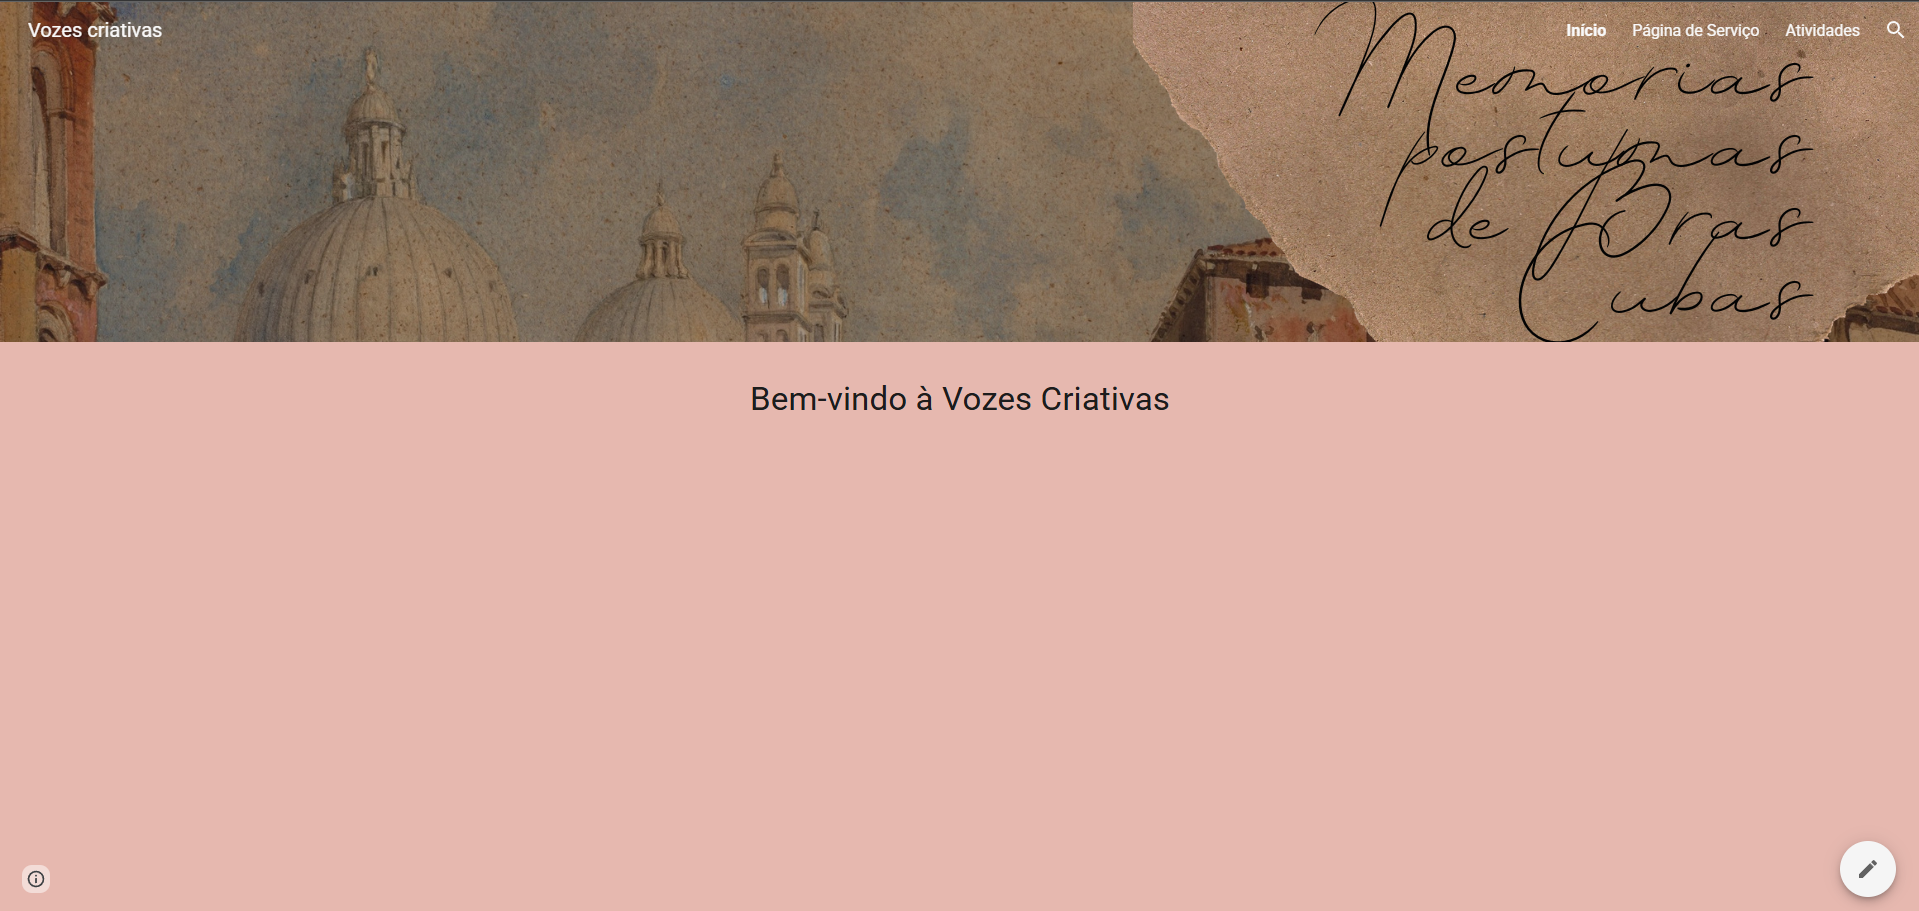 Vozes criativas
Início Página de Serviço Atividades
Memorias
postumas
de Bras
Cubas
Bem-vindo à Vozes Criativas